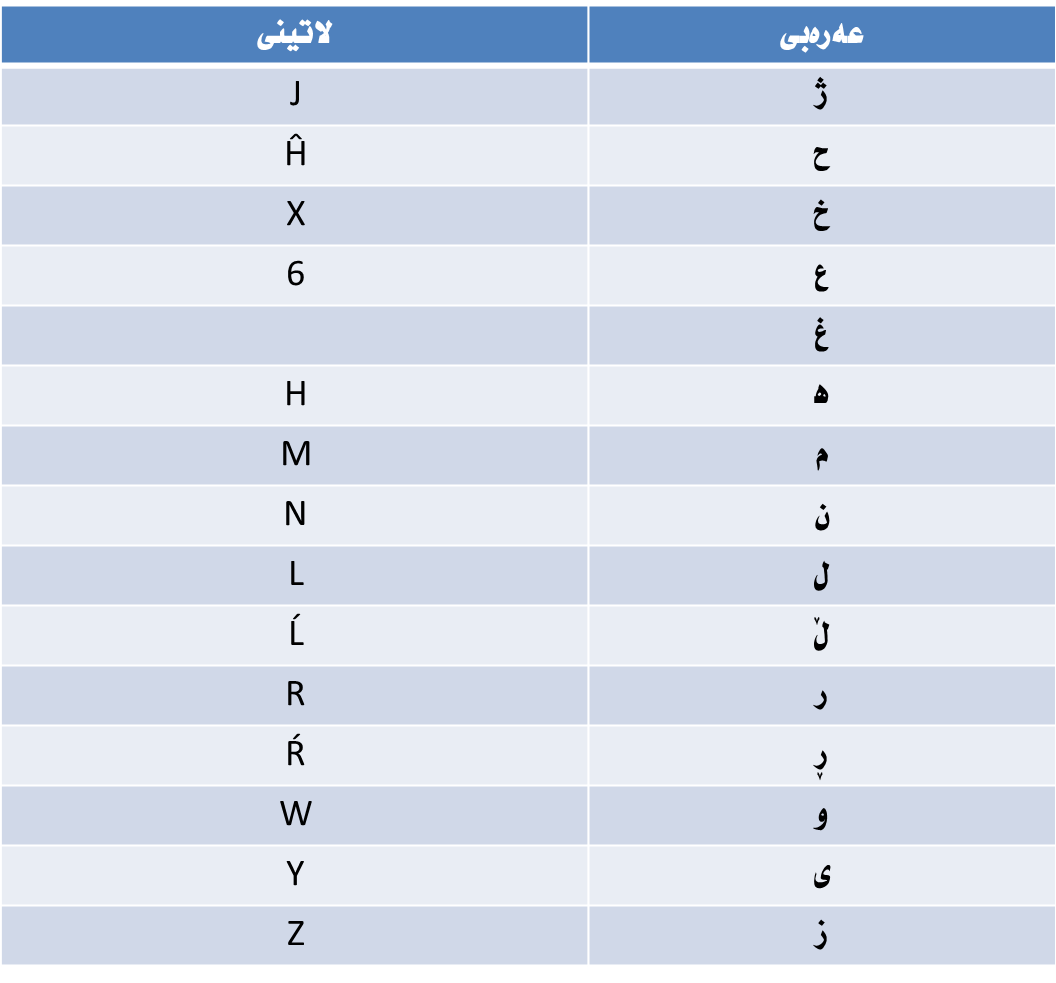 عەرەبی لاتینی
ژ J
ح Ĥ
خ X
ع 6
غ
ھ H
م M
ن N
ل L
ڵ Ĺ
ر R
ڕ Ŕ
و W
ی Y
ز Z